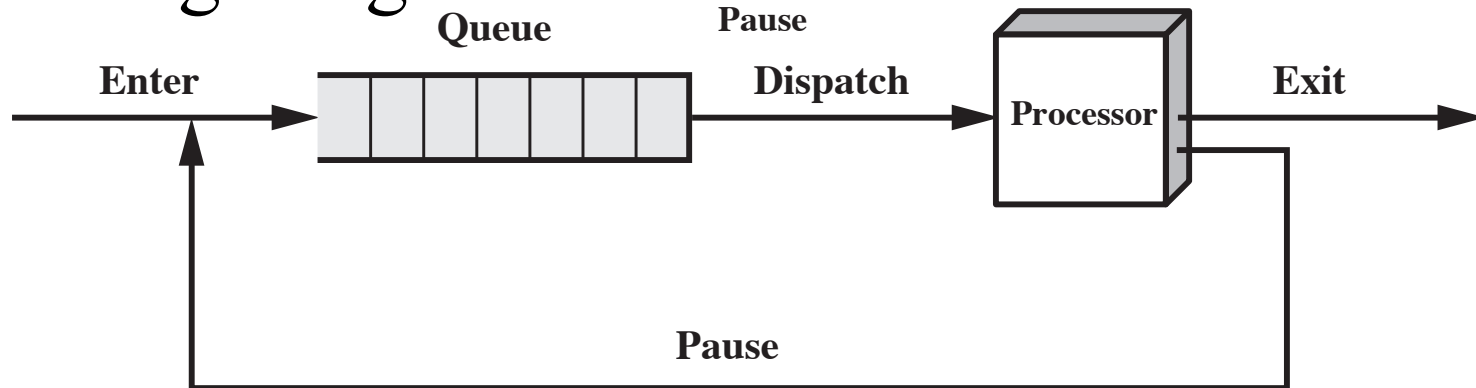 Pause
Queue
Enter
Dispatch
Exit
Processor
Pause